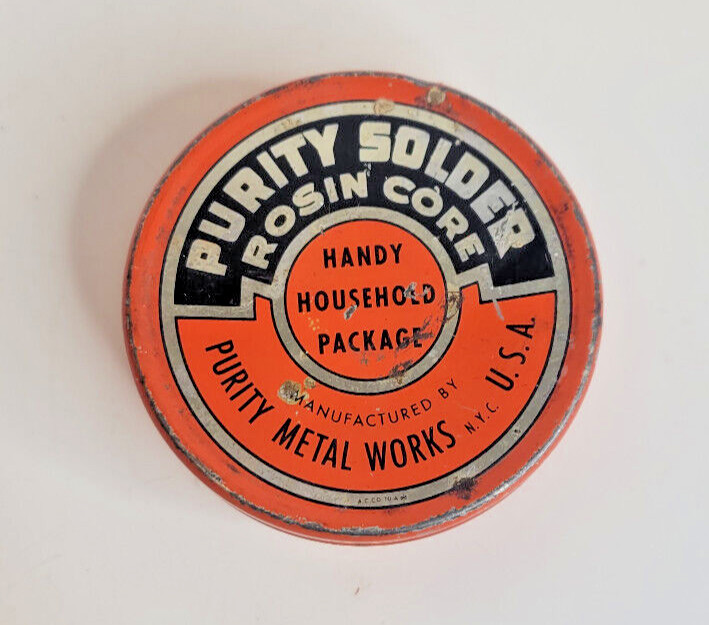 PURITY SOLDER
ROSIN CORE
HANDY
HOUSEHOLD
PACKAGE
MANUFACTURED BY
PURITY METAL WORKS N.Y.C. U.S.A.